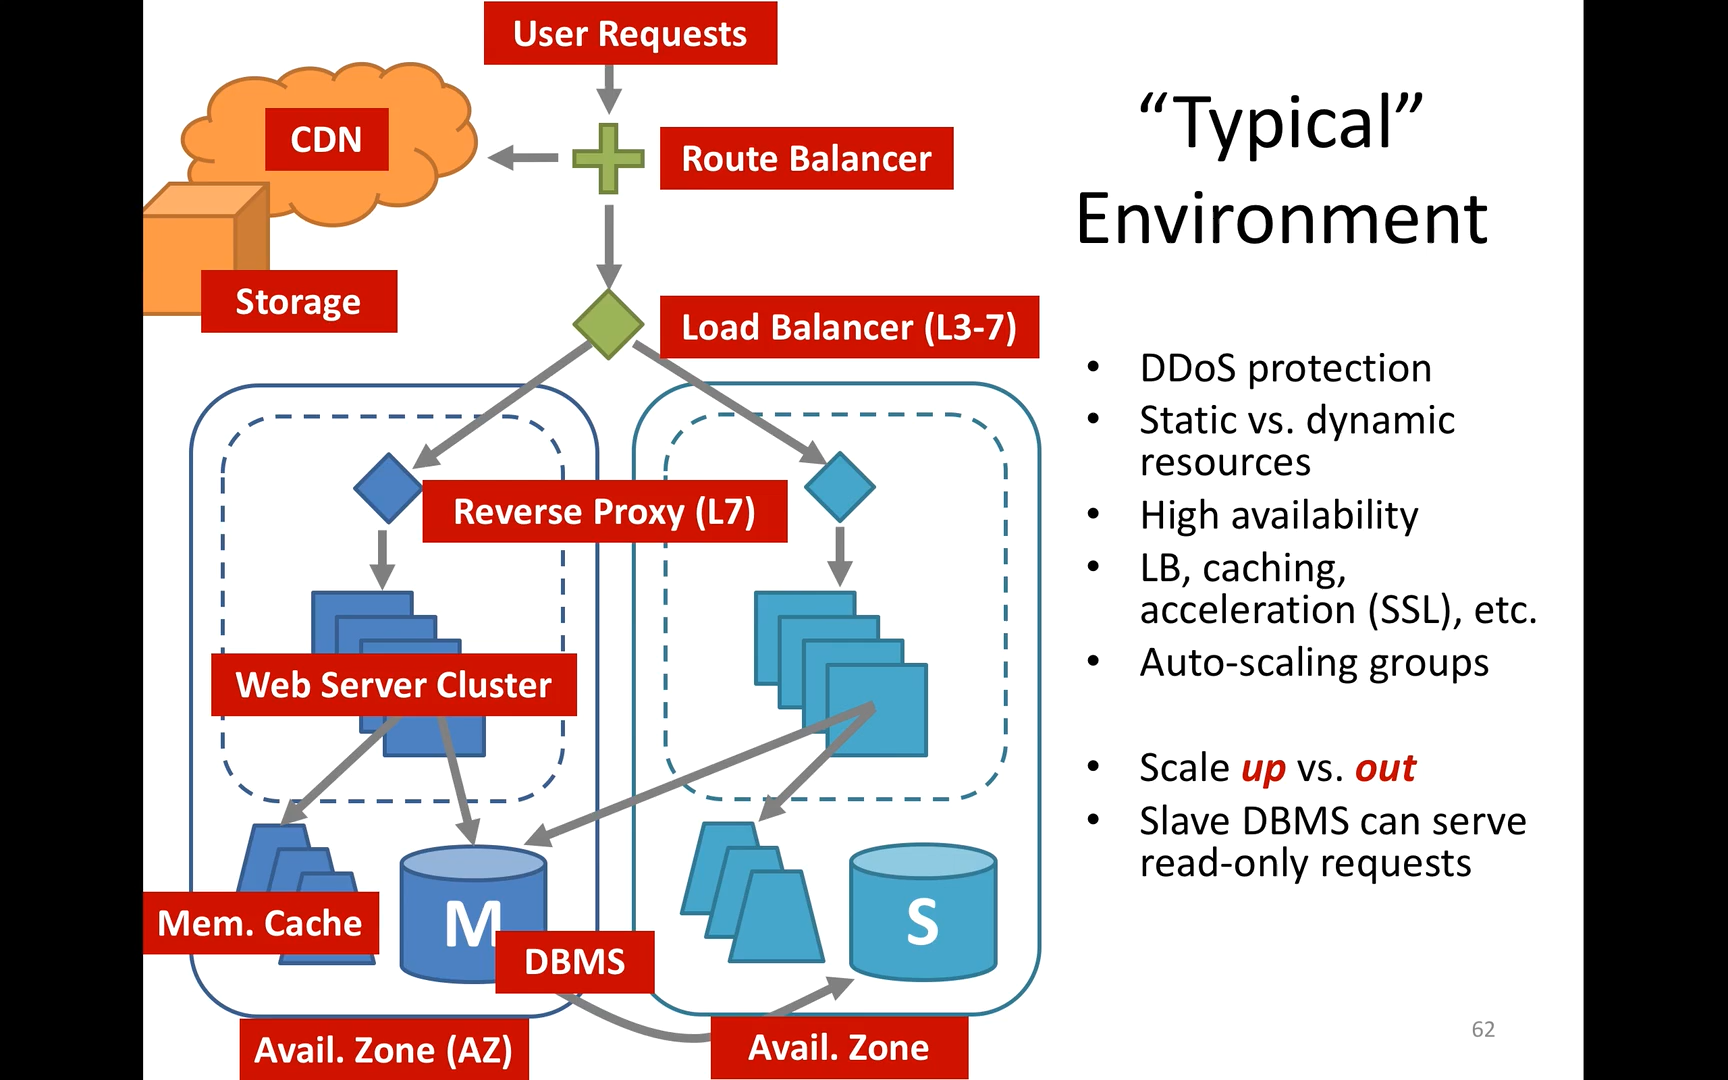 User Requests
CDN
Route Balancer
Storage
Load Balancer (L3-7)
Reverse Proxy (L7)
Web Server Cluster
Mem. Cache
M
DBMS
S
Avail. Zone (AZ)
Avail. Zone
“Typical”
Environment
• DDoS protection
• Static vs. dynamic
resources
• High availability
• LB, caching,
acceleration (SSL), etc.
• Auto-scaling groups
• Scale up vs. out
• Slave DBMS can serve
read-only requests
62